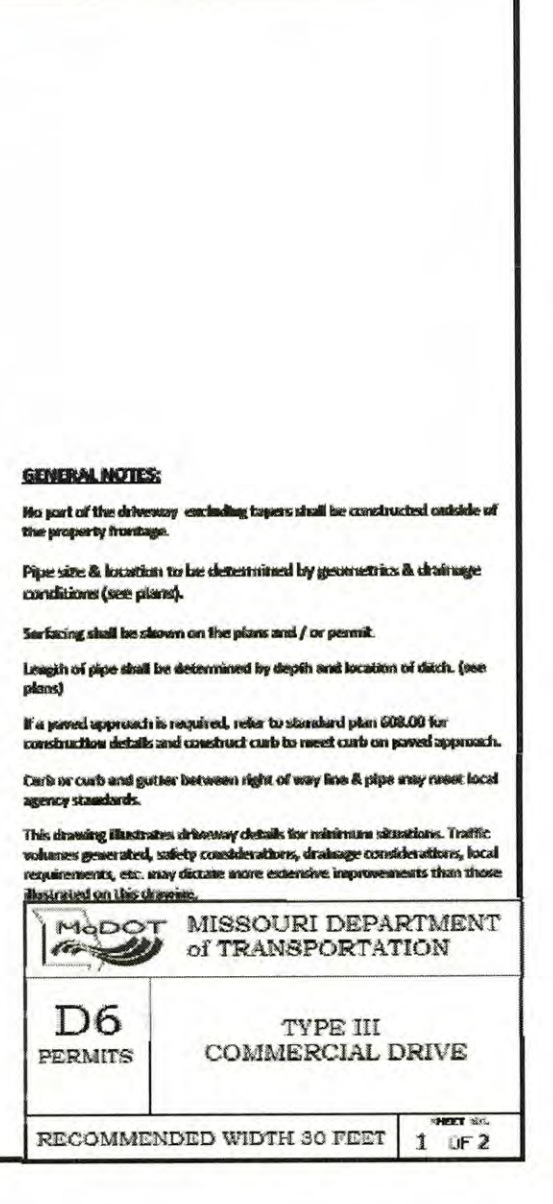 GENERAL NOTES:
No part of the driveway excluding tapers shall be constructed outside of
the property frontage.
Pipe size & location to be determined by geometrics & drainage
conditions (see plans).
Surfacing shall be shown on the plans and / or permit.
Length of pipe shall be determined by depth and location of ditch. (see
plans)
If a paved approach is required, refer to standard plan 608.00 for
construction details and construct curb to meet curb on paved approach.
Curb or curb and gutter between right of way line & pipe may meet local
agency standards.
This drawing illustrates driveway details for minimum situations. Traffic
volumes generated, safety considerations, drainage considerations, local
requirements, etc. may dictate more extensive improvements than those
illustrated on this drawing.
MoDOT
MISSOURI DEPARTMENT
of TRANSPORTATION
D6
PERMITS
TYPE III
COMMERCIAL DRIVE
RECOMMENDED WIDTH 30 FEET
SHEET NO.
1 OF 2